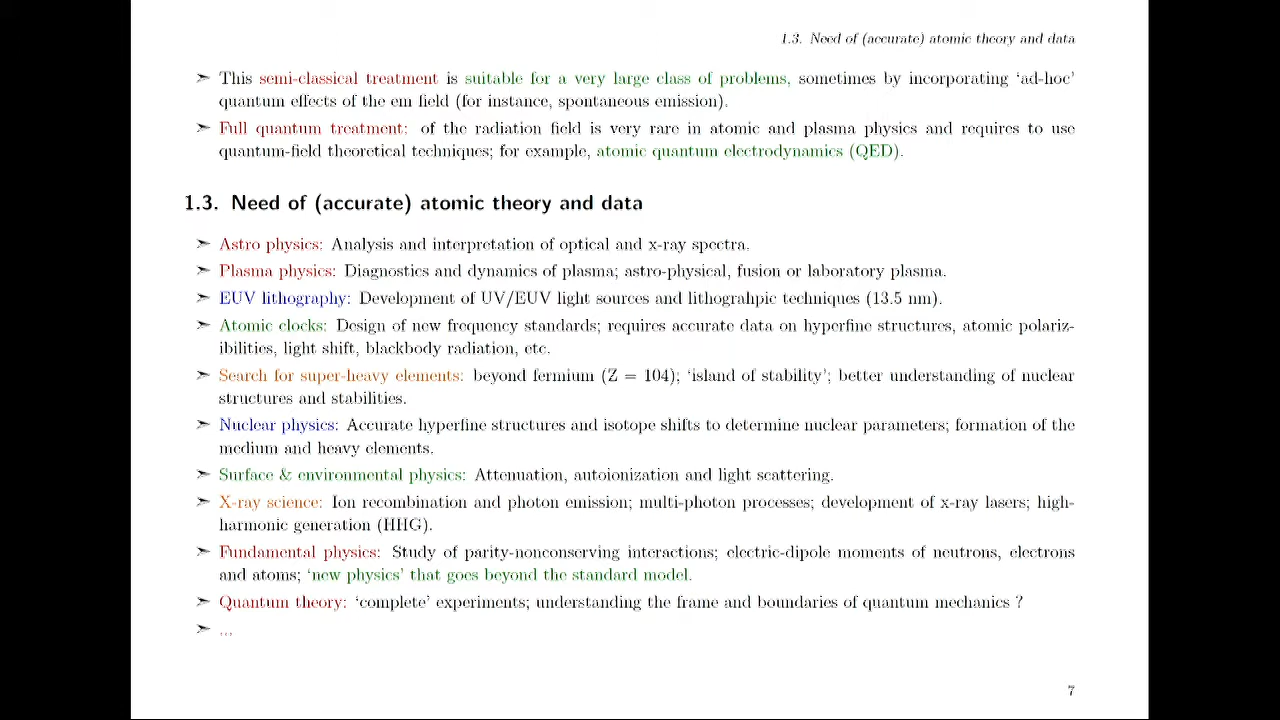 1.3. Need of (accurate) atomic theory and data
➣ This semi-classical treatment is suitable for a very large class of problems, sometimes by incorporating ‘ad-hoc’
quantum effects of the em field (for instance, spontaneous emission).
➣ Full quantum treatment: of the radiation field is very rare in atomic and plasma physics and requires to use
quantum-field theoretical techniques; for example, atomic quantum electrodynamics (QED).
1.3. Need of (accurate) atomic theory and data
➣ Astro physics: Analysis and interpretation of optical and x-ray spectra.
➣ Plasma physics: Diagnostics and dynamics of plasma; astro-physical, fusion or laboratory plasma.
➣ EUV lithography: Development of UV/EUV light sources and lithograhpic techniques (13.5 nm).
➣ Atomic clocks: Design of new frequency standards; requires accurate data on hyperfine structures, atomic polariz-
ibilities, light shift, blackbody radiation, etc.
➣ Search for super-heavy elements: beyond fermium (Z = 104); ‘island of stability’; better understanding of nuclear
structures and stabilities.
➣ Nuclear physics: Accurate hyperfine structures and isotope shifts to determine nuclear parameters; formation of the
medium and heavy elements.
➣ Surface & environmental physics: Attenuation, autoionization and light scattering.
➣ X-ray science: Ion recombination and photon emission; multi-photon processes; development of x-ray lasers; high-
harmonic generation (HHG).
➣ Fundamental physics: Study of parity-nonconserving interactions; electric-dipole moments of neutrons, electrons
and atoms; ‘new physics’ that goes beyond the standard model.
➣ Quantum theory: ‘complete’ experiments; understanding the frame and boundaries of quantum mechanics ?
➣ ...
7